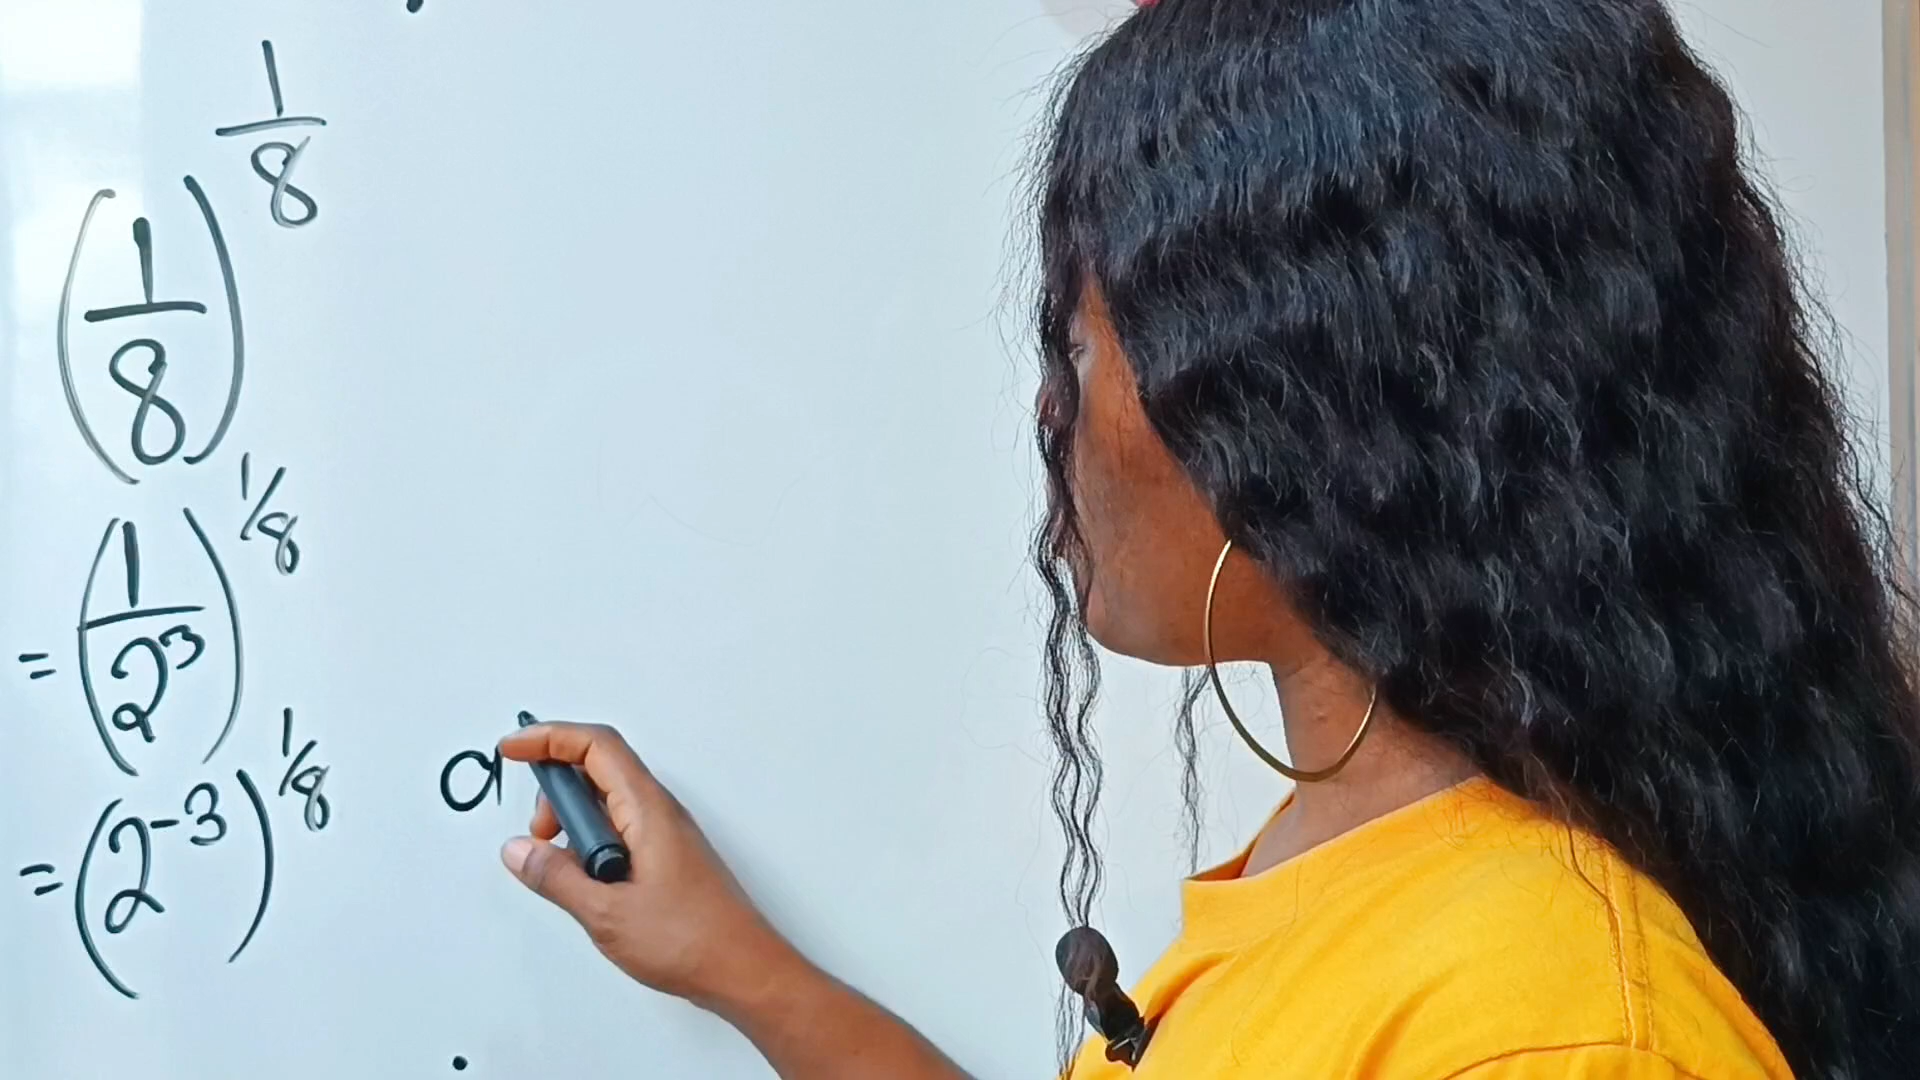 (1/8)^1/8
= (1/2³)^1/8
= (2⁻³)^1/8 a